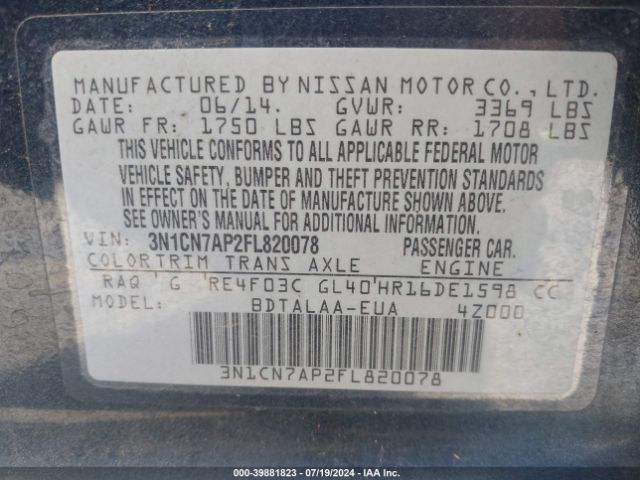 MANUFACTURED BY NISSAN MOTOR CO., LTD.
DATE: 06/14. GVWR: 3369 LBS
GAWR FR: 1750 LBS GAWR RR: 1708 LBS
THIS VEHICLE CONFORMS TO ALL APPLICABLE FEDERAL MOTOR
VEHICLE SAFETY, BUMPER AND THEFT PREVENTION STANDARDS
IN EFFECT ON THE DATE OF MANUFACTURE SHOWN ABOVE.
SEE OWNER'S MANUAL FOR ADDITIONAL INFORMATION.
VIN: 3N1CN7AP2FL820078 PASSENGER CAR.
COLOR TRIM TRANS AXLE ENGINE
RAQ G RE4F03C GL40 HR16DE1598 CC
MODEL: BDTALAA-EUA 4Z000
3N1CN7AP2FL820078
000-39881823 - 07/19/2024 - IAA Inc.